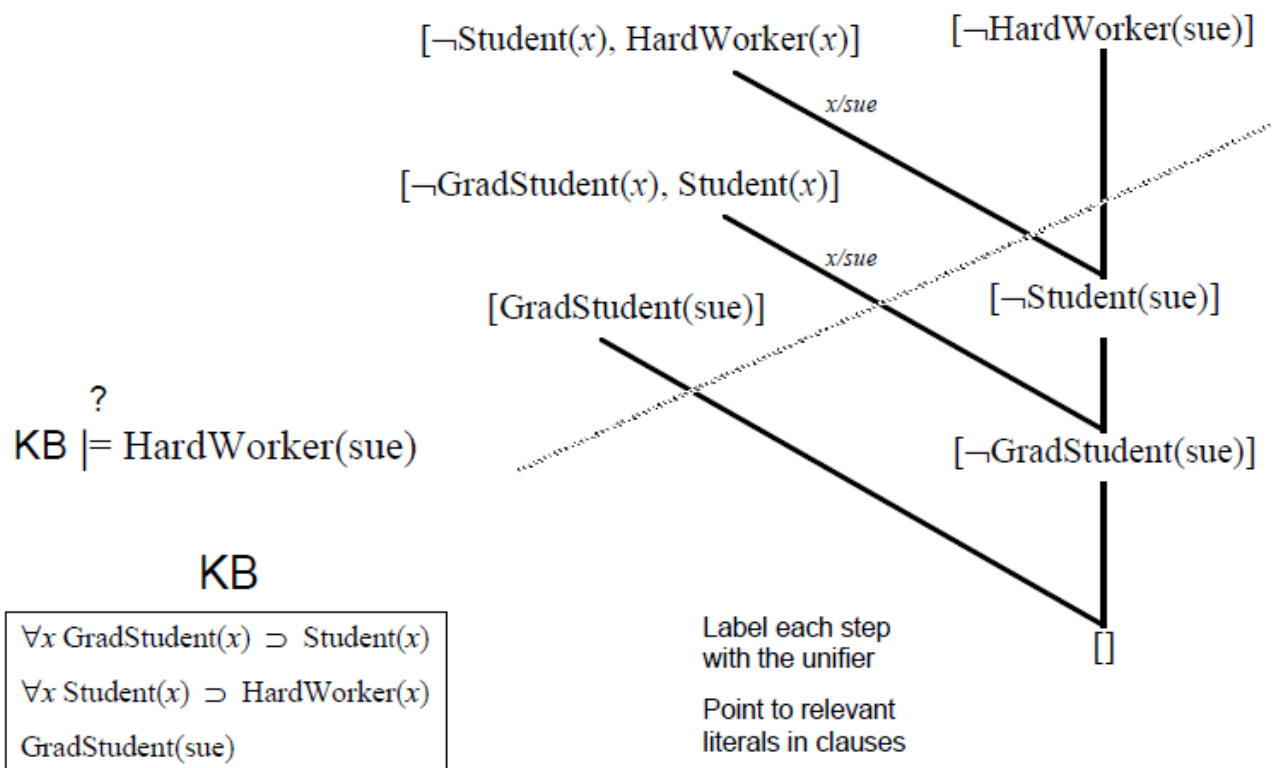 [¬Student(x), HardWorker(x)]
[¬HardWorker(sue)]
x/sue
[¬GradStudent(x), Student(x)]
x/sue
[GradStudent(sue)]
[¬Student(sue)]
?
KB |= HardWorker(sue)
[¬GradStudent(sue)]
KB
∀x GradStudent(x) ⊃ Student(x)
∀x Student(x) ⊃ HardWorker(x)
GradStudent(sue)
Label each step
with the unifier
Point to relevant
literals in clauses
[]